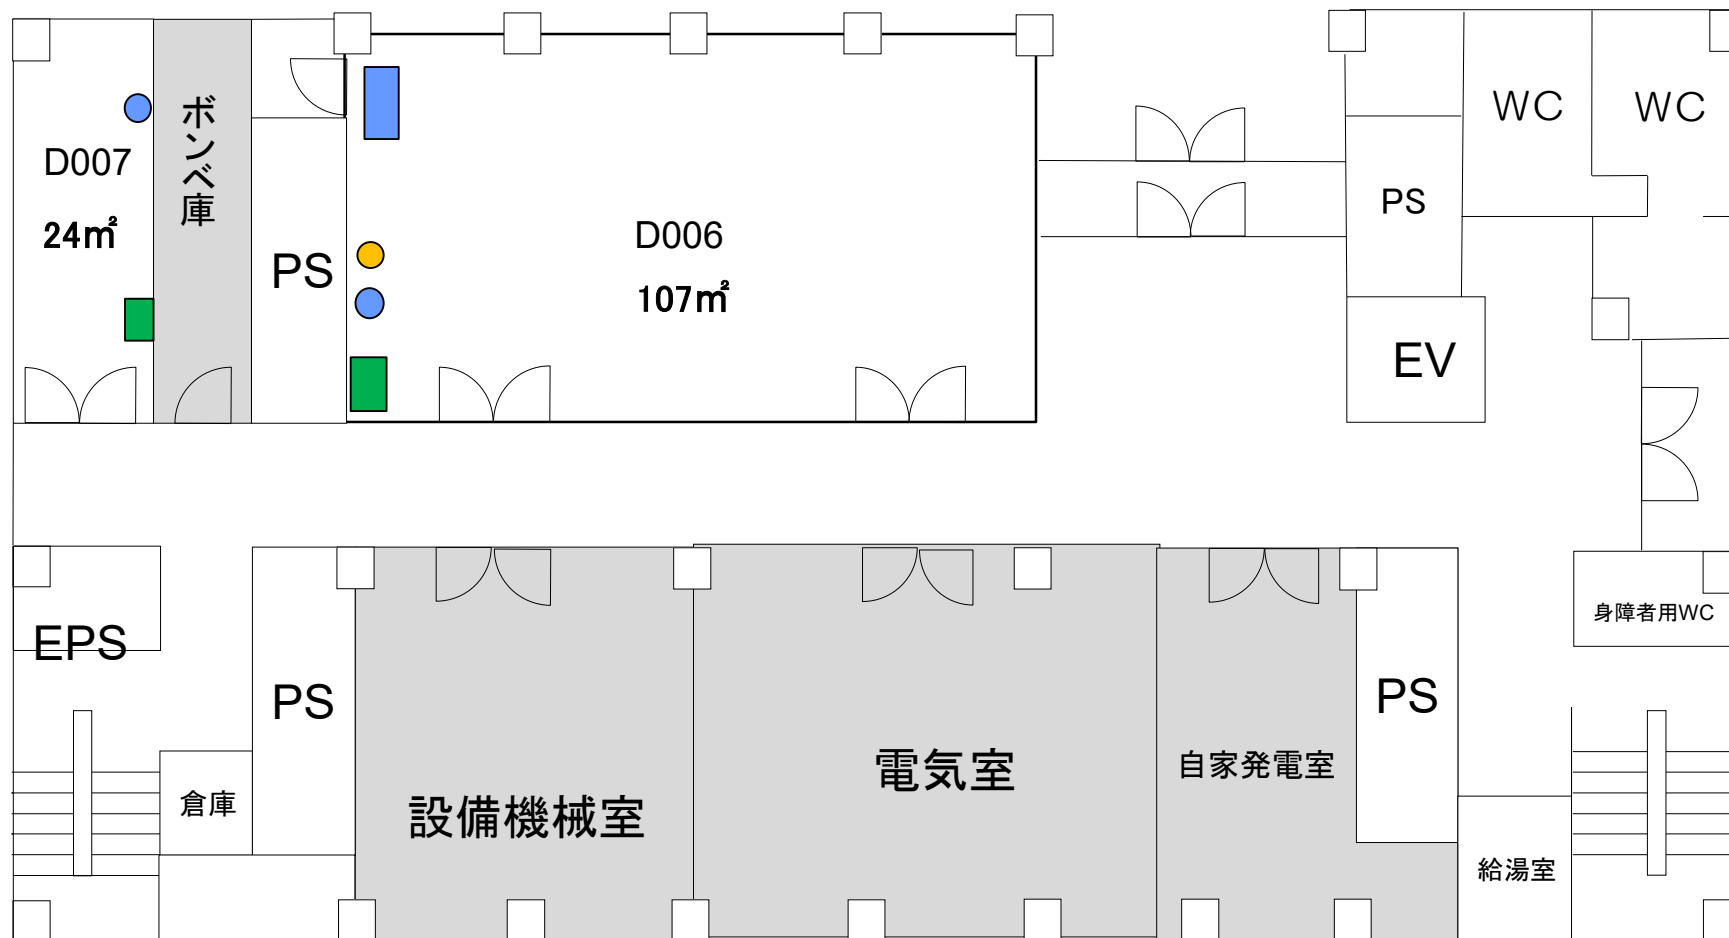 D007
24㎡
ボンベ庫
PS
D006
107㎡
WC
WC
PS
EV
EPS
PS
倉庫
設備機械室
電気室
自家発電室
PS
身障者用WC
給湯室